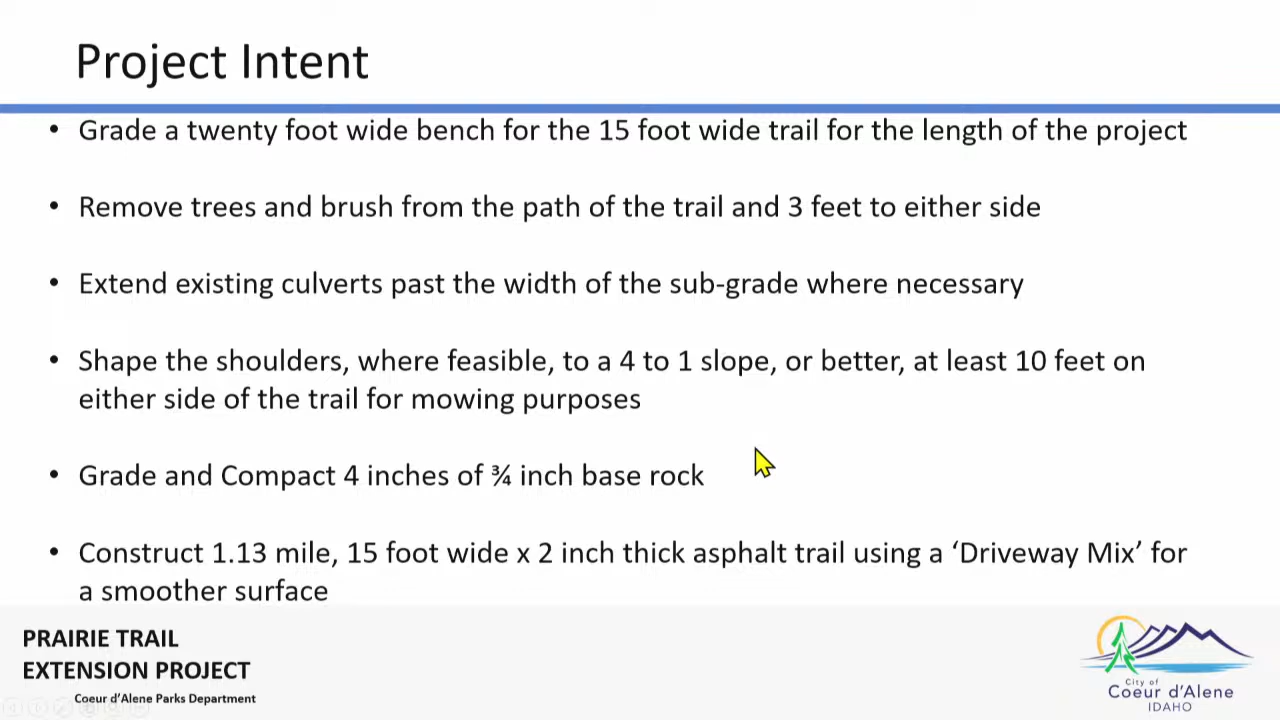 Project Intent
• Grade a twenty foot wide bench for the 15 foot wide trail for the length of the project
• Remove trees and brush from the path of the trail and 3 feet to either side
• Extend existing culverts past the width of the sub-grade where necessary
• Shape the shoulders, where feasible, to a 4 to 1 slope, or better, at least 10 feet on
either side of the trail for mowing purposes
• Grade and Compact 4 inches of ¾ inch base rock
• Construct 1.13 mile, 15 foot wide x 2 inch thick asphalt trail using a ‘Driveway Mix’ for
a smoother surface
PRAIRIE TRAIL
EXTENSION PROJECT
Coeur d’Alene Parks Department
City of
Coeur d’Alene
IDAHO